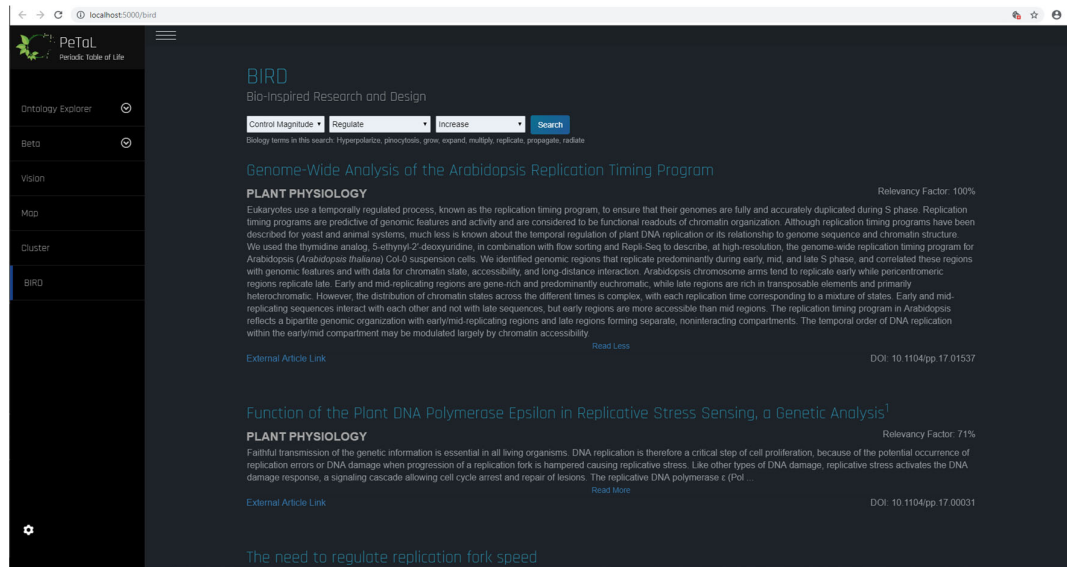 localhost:5000/bird
PeTaL
Periodic Table of Life
Ontology Explorer
Beta
Vision
Map
Cluster
BIRD
BIRD
Bio-Inspired Research and Design
Control Magnitude Regulate Increase Search
Biology terms in this search: Hyperpolarize, pinocytosis, grow, expand, multiply, replicate, propagate, radiate
Genome-Wide Analysis of the Arabidopsis Replication Timing Program
PLANT PHYSIOLOGY Relevancy Factor: 100%
Eukaryotes use a temporally regulated process, known as the replication timing program, to ensure that their genomes are fully and accurately duplicated during S phase. Replication
timing programs are predictive of genomic features and activity and are considered to be functional readouts of chromatin organization. Although replication timing programs have been
described for yeast and animal systems, much less is known about the temporal regulation of plant DNA replication or its relationship to genome sequence and chromatin structure.
We used the thymidine analog, 5-ethynyl-2′-deoxyuridine, in combination with flow sorting and Repli-Seq to describe, at high-resolution, the genome-wide replication timing program for
Arabidopsis (Arabidopsis thaliana) Col-0 suspension cells. We identified genomic regions that replicate predominantly during early, mid, and late S phase, and correlated these regions
with genomic features and with data for chromatin state, accessibility, and long-distance interaction. Arabidopsis chromosome arms tend to replicate early while pericentromeric
regions replicate late. Early and mid-replicating regions are gene-rich and predominantly euchromatic, while late regions are rich in transposable elements and primarily
heterochromatic. However, the distribution of chromatin states across the different times is complex, with each replication time corresponding to a mixture of states. Early and mid-
replicating sequences interact with each other and not with late sequences, but early regions are more accessible than mid regions. The replication timing program in Arabidopsis
reflects a bipartite genomic organization with early/mid-replicating regions and late regions forming separate, noninteracting compartments. The temporal order of DNA replication
within the early/mid compartment may be modulated largely by chromatin accessibility.
Read Less
External Article Link DOI: 10.1104/pp.17.01537
Function of the Plant DNA Polymerase Epsilon in Replicative Stress Sensing, a Genetic Analysis¹
PLANT PHYSIOLOGY Relevancy Factor: 71%
Faithful transmission of the genetic information is essential in all living organisms. DNA replication is therefore a critical step of cell proliferation, because of the potential occurrence of
replication errors or DNA damage when progression of a replication fork is hampered causing replicative stress. Like other types of DNA damage, replicative stress activates the DNA
damage response, a signaling cascade allowing cell cycle arrest and repair of lesions. The replicative DNA polymerase ε (Pol ...
Read More
External Article Link DOI: 10.1104/pp.17.00031
The need to regulate replication fork speed